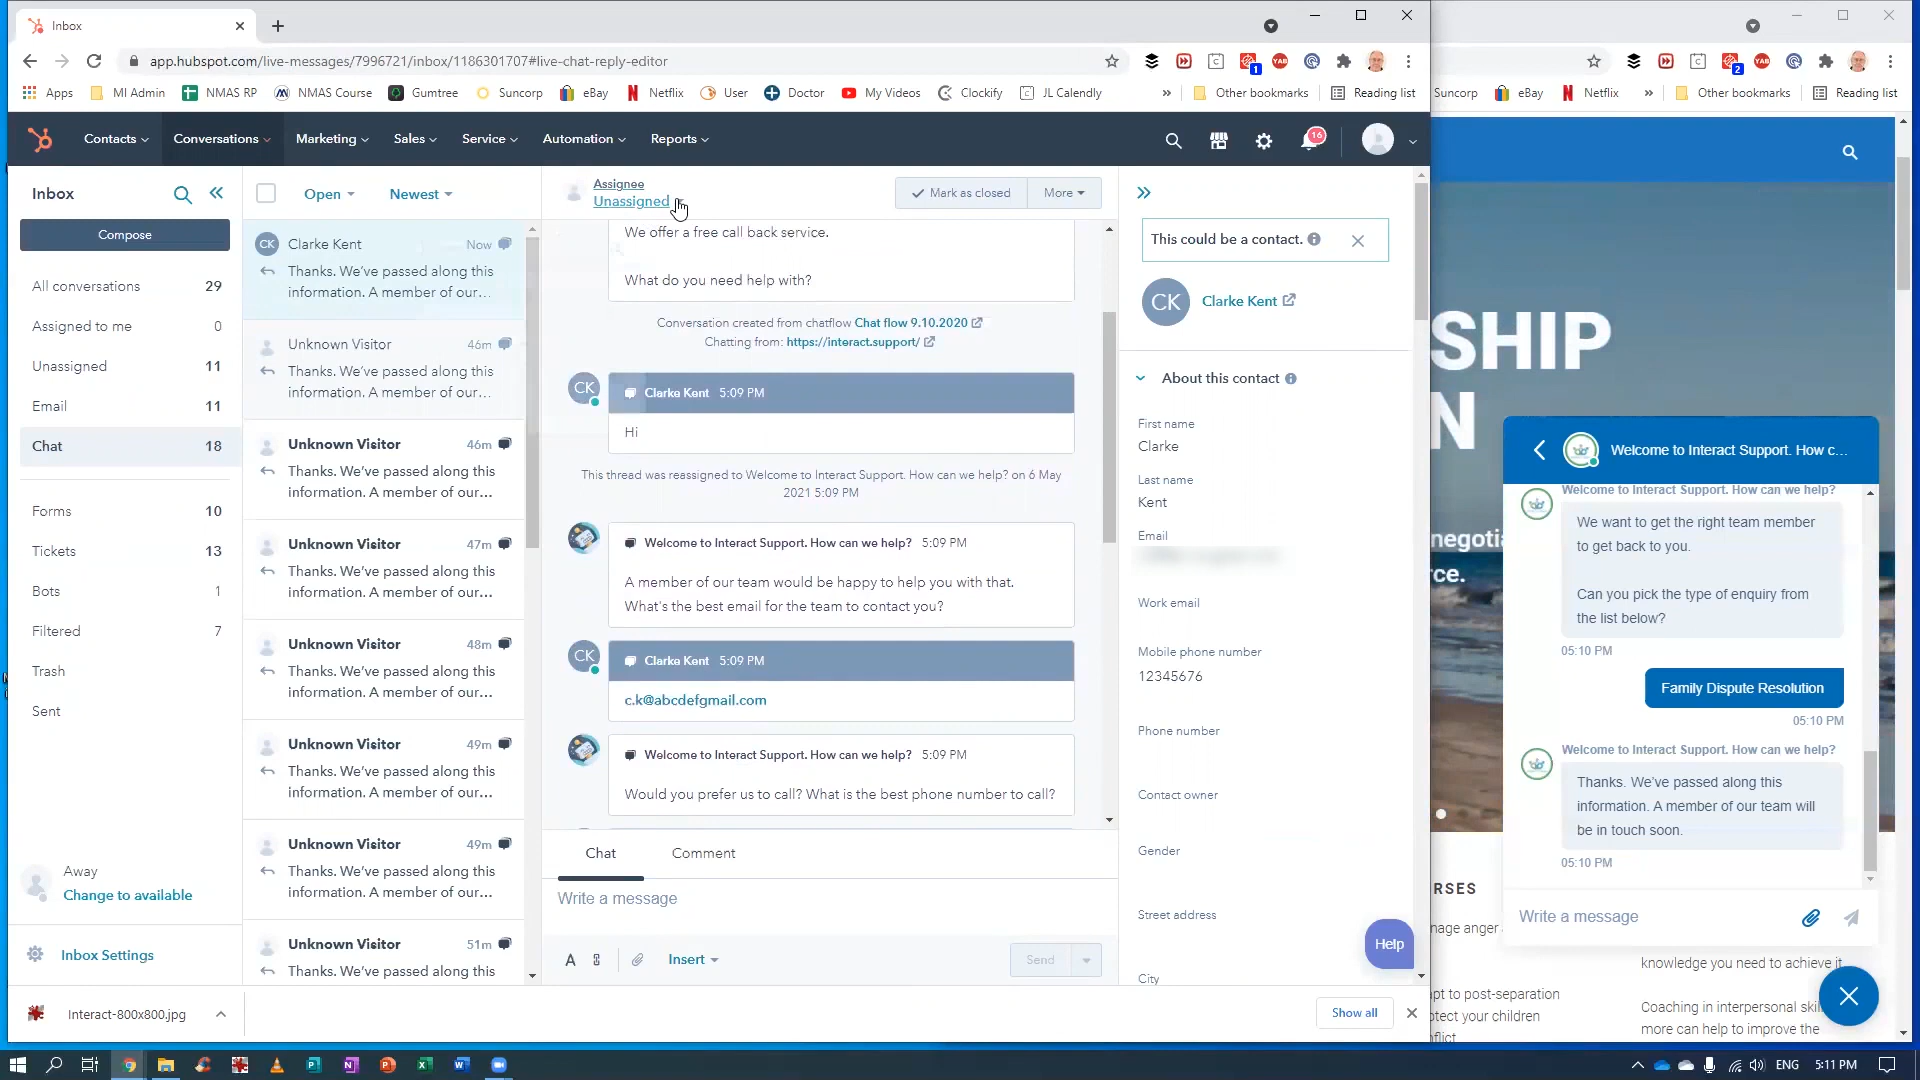 Inbox
app.hubspot.com/live-messages/7996721/inbox/1186301707#live-chat-reply-editor
1
2
Apps
MI Admin
NMAS RP
NMAS Course
Gumtree
Suncorp
eBay
Netflix
User
Doctor
My Videos
Clockify
JL Calendly
»
Other bookmarks
Reading list
Suncorp
eBay
Netflix
»
Other bookmarks
Reading list
Contacts
Conversations
Marketing
Sales
Service
Automation
Reports
16
Inbox
Compose
All conversations 29
Assigned to me 0
Unassigned 11
Email 11
Chat 18
Forms 10
Tickets 13
Bots 1
Filtered 7
Trash
Sent
Away
Change to available
Inbox Settings
Open
Newest
CK Clarke Kent Now
Thanks. We've passed along this
information. A member of our...
Unknown Visitor 46m
Thanks. We've passed along this
information. A member of our...
Unknown Visitor 46m
Thanks. We've passed along this
information. A member of our...
Unknown Visitor 47m
Thanks. We've passed along this
information. A member of our...
Unknown Visitor 48m
Thanks. We've passed along this
information. A member of our...
Unknown Visitor 49m
Thanks. We've passed along this
information. A member of our...
Unknown Visitor 49m
Thanks. We've passed along this
information. A member of our...
Unknown Visitor 51m
Thanks. We've passed along this
Assignee
Unassigned
Mark as closed
More
We offer a free call back service.
What do you need help with?
Conversation created from chatflow Chat flow 9.10.2020
Chatting from: https://interact.support/
CK
Clarke Kent 5:09 PM
Hi
This thread was reassigned to Welcome to Interact Support. How can we help? on 6 May
2021 5:09 PM
Welcome to Interact Support. How can we help? 5:09 PM
A member of our team would be happy to help you with that.
What's the best email for the team to contact you?
CK
Clarke Kent 5:09 PM
c.k@abcdefgmail.com
Welcome to Interact Support. How can we help? 5:09 PM
Would you prefer us to call? What is the best phone number to call?
Chat
Comment
Write a message
A
Insert
Send
This could be a contact.
CK Clarke Kent
About this contact
First name
Clarke
Last name
Kent
Email
Work email
Mobile phone number
12345676
Phone number
Contact owner
Gender
Street address
City
Help
SHIP
N
negotia
ce.
Welcome to Interact Support. How c...
Welcome to Interact Support. How can we help?
We want to get the right team member
to get back to you.
Can you pick the type of enquiry from
the list below?
05:10 PM
Family Dispute Resolution
05:10 PM
Welcome to Interact Support. How can we help?
Thanks. We've passed along this
information. A member of our team will
be in touch soon.
05:10 PM
Write a message
RSES
nage anger
knowledge you need to achieve it
pt to post-separation
otect your children
nflict
Coaching in interpersonal skil
more can help to improve the
Interact-800x800.jpg
Show all
ENG
5:11 PM